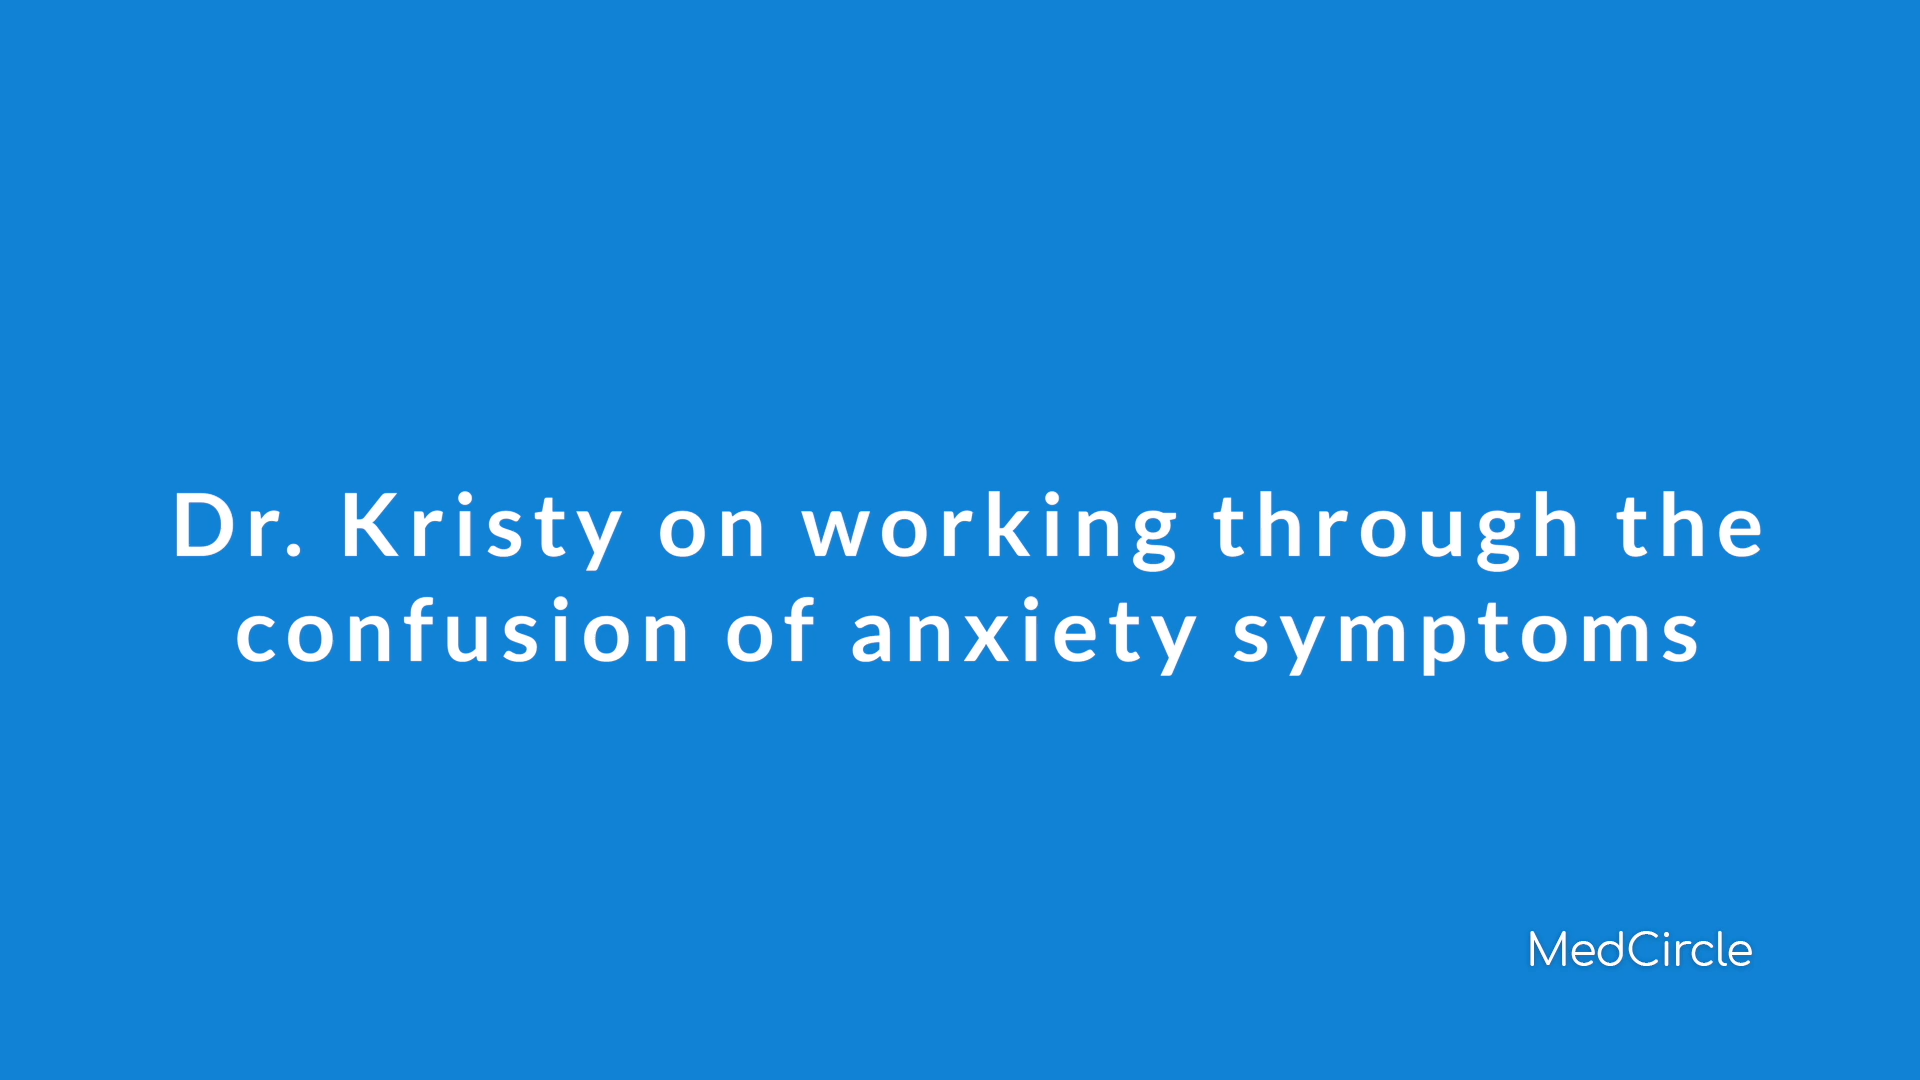 Dr. Kristy on working through the
confusion of anxiety symptoms
MedCircle